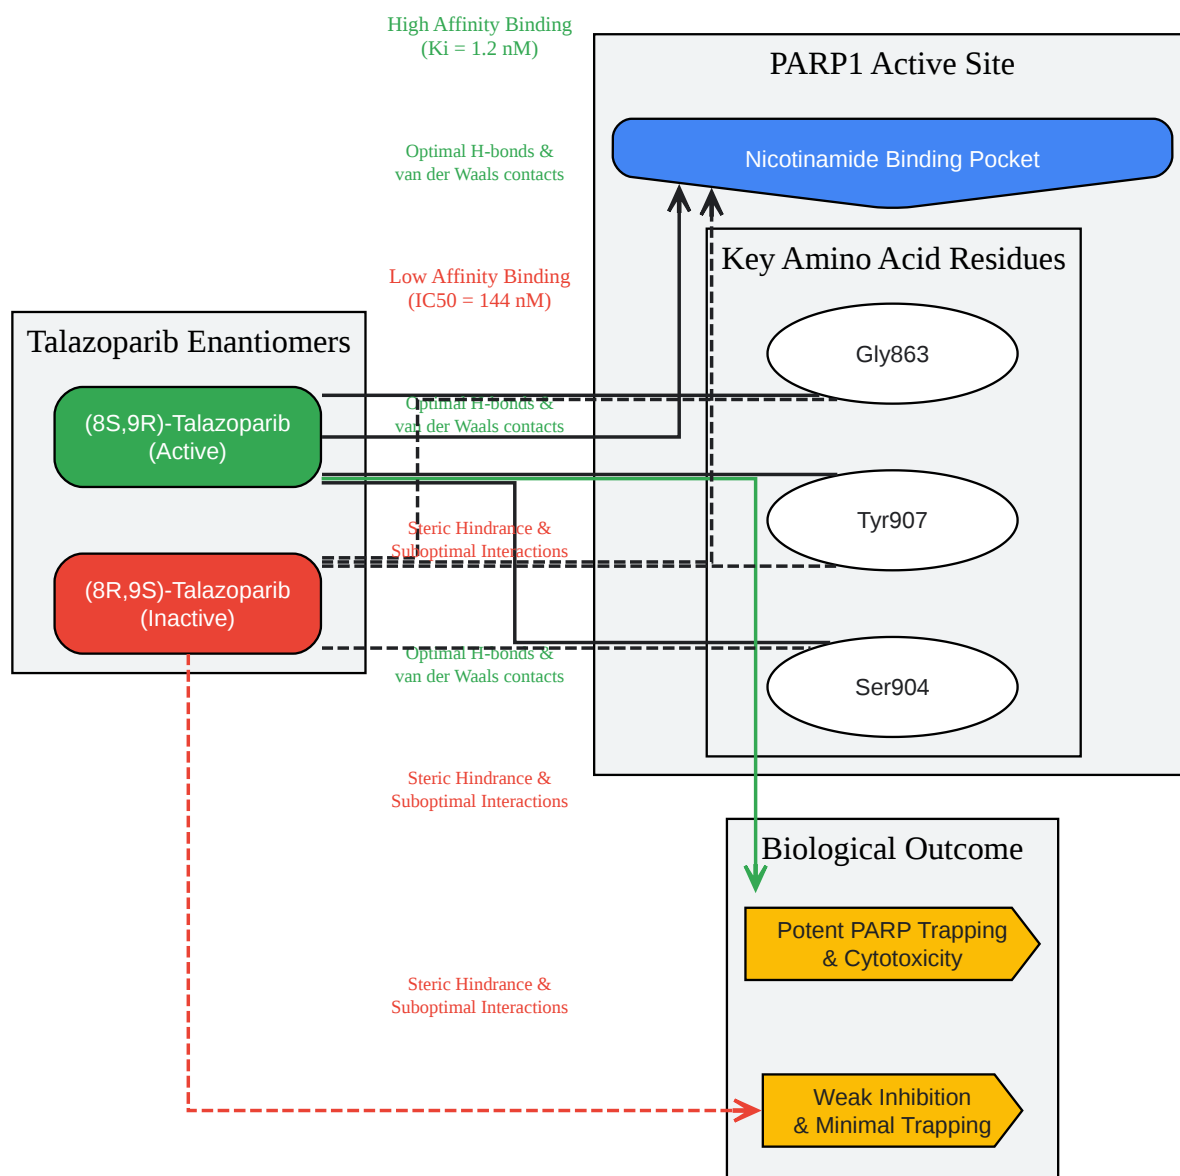 High Affinity Binding
(Ki = 1.2 nM)
PARP1 Active Site
Optimal H-bonds &
van der Waals contacts
Nicotinamide Binding Pocket
Low Affinity Binding
(IC50 = 144 nM)
Key Amino Acid Residues
Talazoparib Enantiomers
Gly863
(8S,9R)-Talazoparib
(Active)
Optimal H-bonds &
van der Waals contacts
Tyr907
Steric Hindrance &
Suboptimal Interactions
(8R,9S)-Talazoparib
(Inactive)
Optimal H-bonds &
van der Waals contacts
Ser904
Steric Hindrance &
Suboptimal Interactions
Biological Outcome
Potent PARP Trapping
& Cytotoxicity
Steric Hindrance &
Suboptimal Interactions
Weak Inhibition
& Minimal Trapping